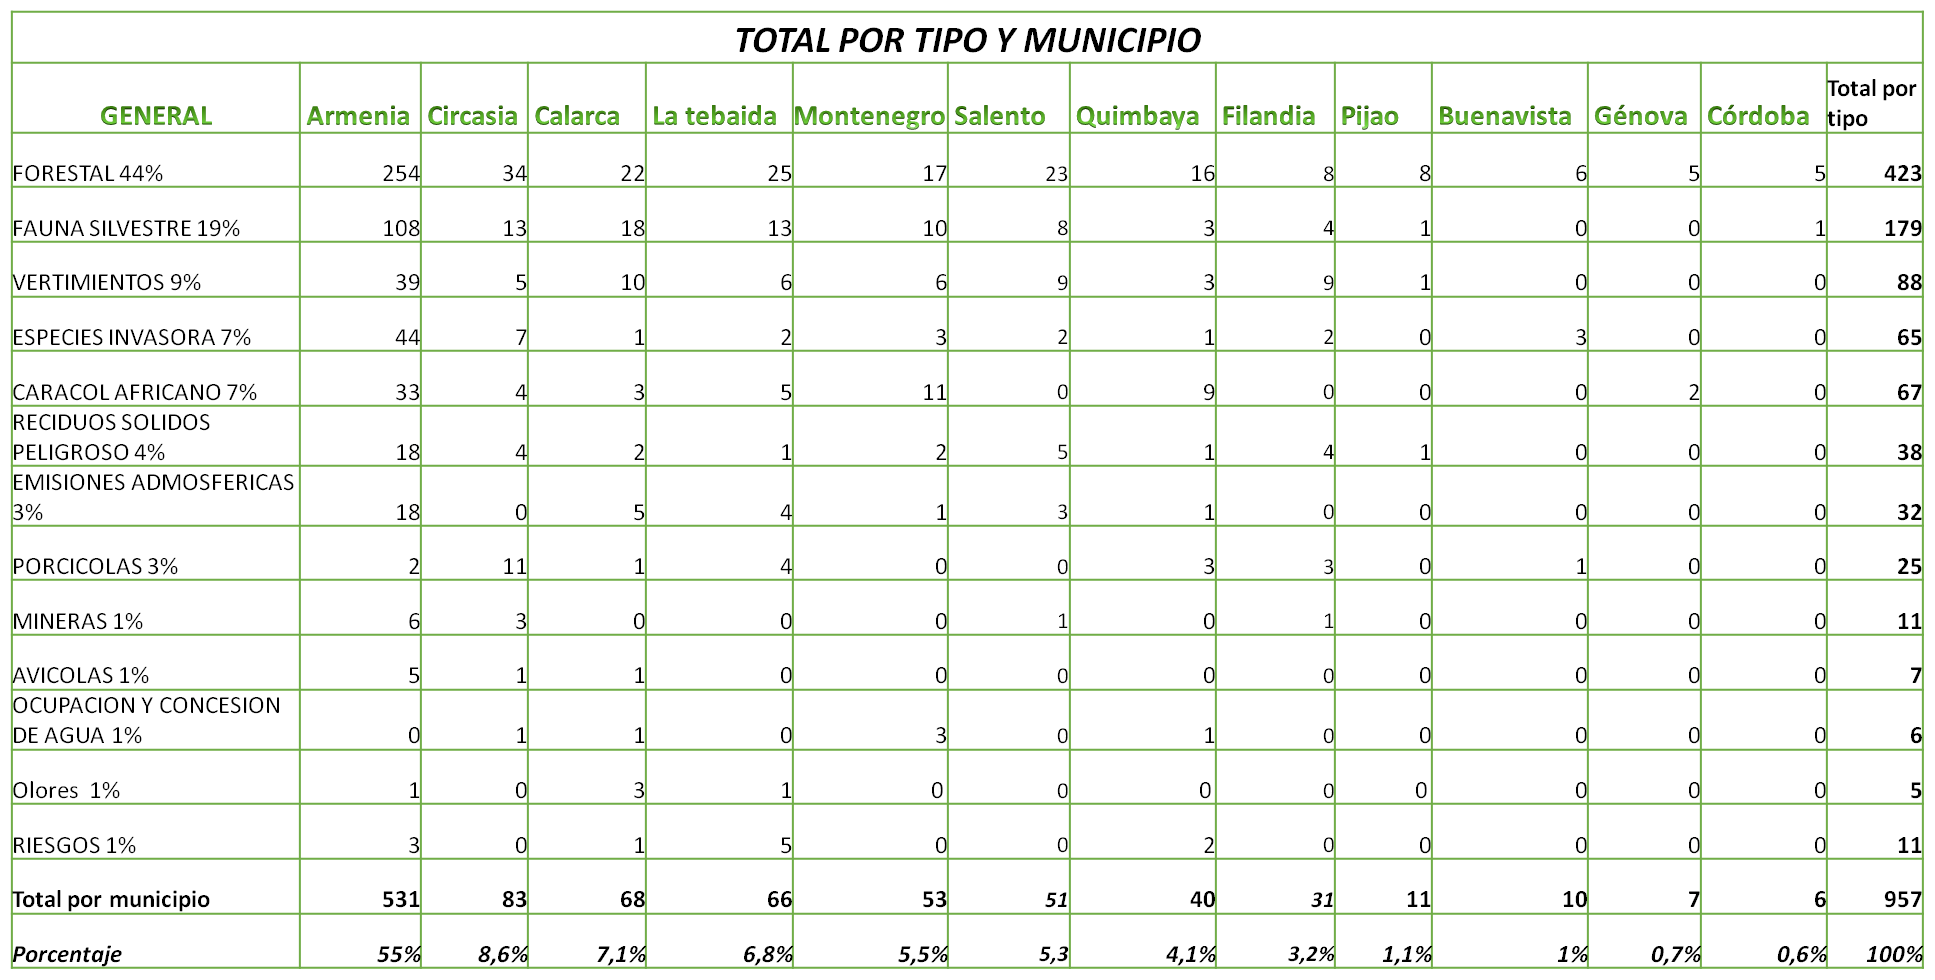 TOTAL POR TIPO Y MUNICIPIO
GENERAL Armenia Circasia Calarca La tebaida Montenegro Salento Quimbaya Filandia Pijao Buenavista Génova Córdoba Total por tipo
FORESTAL 44% 254 34 22 25 17 23 16 8 8 6 5 5 423
FAUNA SILVESTRE 19% 108 13 18 13 10 8 3 4 1 0 0 1 179
VERTIMIENTOS 9% 39 5 10 6 6 9 3 9 1 0 0 0 88
ESPECIES INVASORA 7% 44 7 1 2 3 2 1 2 0 3 0 0 65
CARACOL AFRICANO 7% 33 4 3 5 11 0 9 0 0 0 2 0 67
RECIDUOS SOLIDOS
PELIGROSO 4% 18 4 2 1 2 5 1 4 1 0 0 0 38
EMISIONES ADMOSFERICAS
3% 18 0 5 4 1 3 1 0 0 0 0 0 32
PORCICOLAS 3% 2 11 1 4 0 0 3 3 0 1 0 0 25
MINERAS 1% 6 3 0 0 0 1 0 1 0 0 0 0 11
AVICOLAS 1% 5 1 1 0 0 0 0 0 0 0 0 0 7
OCUPACION Y CONCESION
DE AGUA 1% 0 1 1 0 3 0 1 0 0 0 0 0 6
Olores 1% 1 0 3 1 0 0 0 0 0 0 0 0 5
RIESGOS 1% 3 0 1 5 0 0 2 0 0 0 0 0 11
Total por municipio 531 83 68 66 53 51 40 31 11 10 7 6 957
Porcentaje 55% 8,6% 7,1% 6,8% 5,5% 5,3 4,1% 3,2% 1,1% 1% 0,7% 0,6% 100%